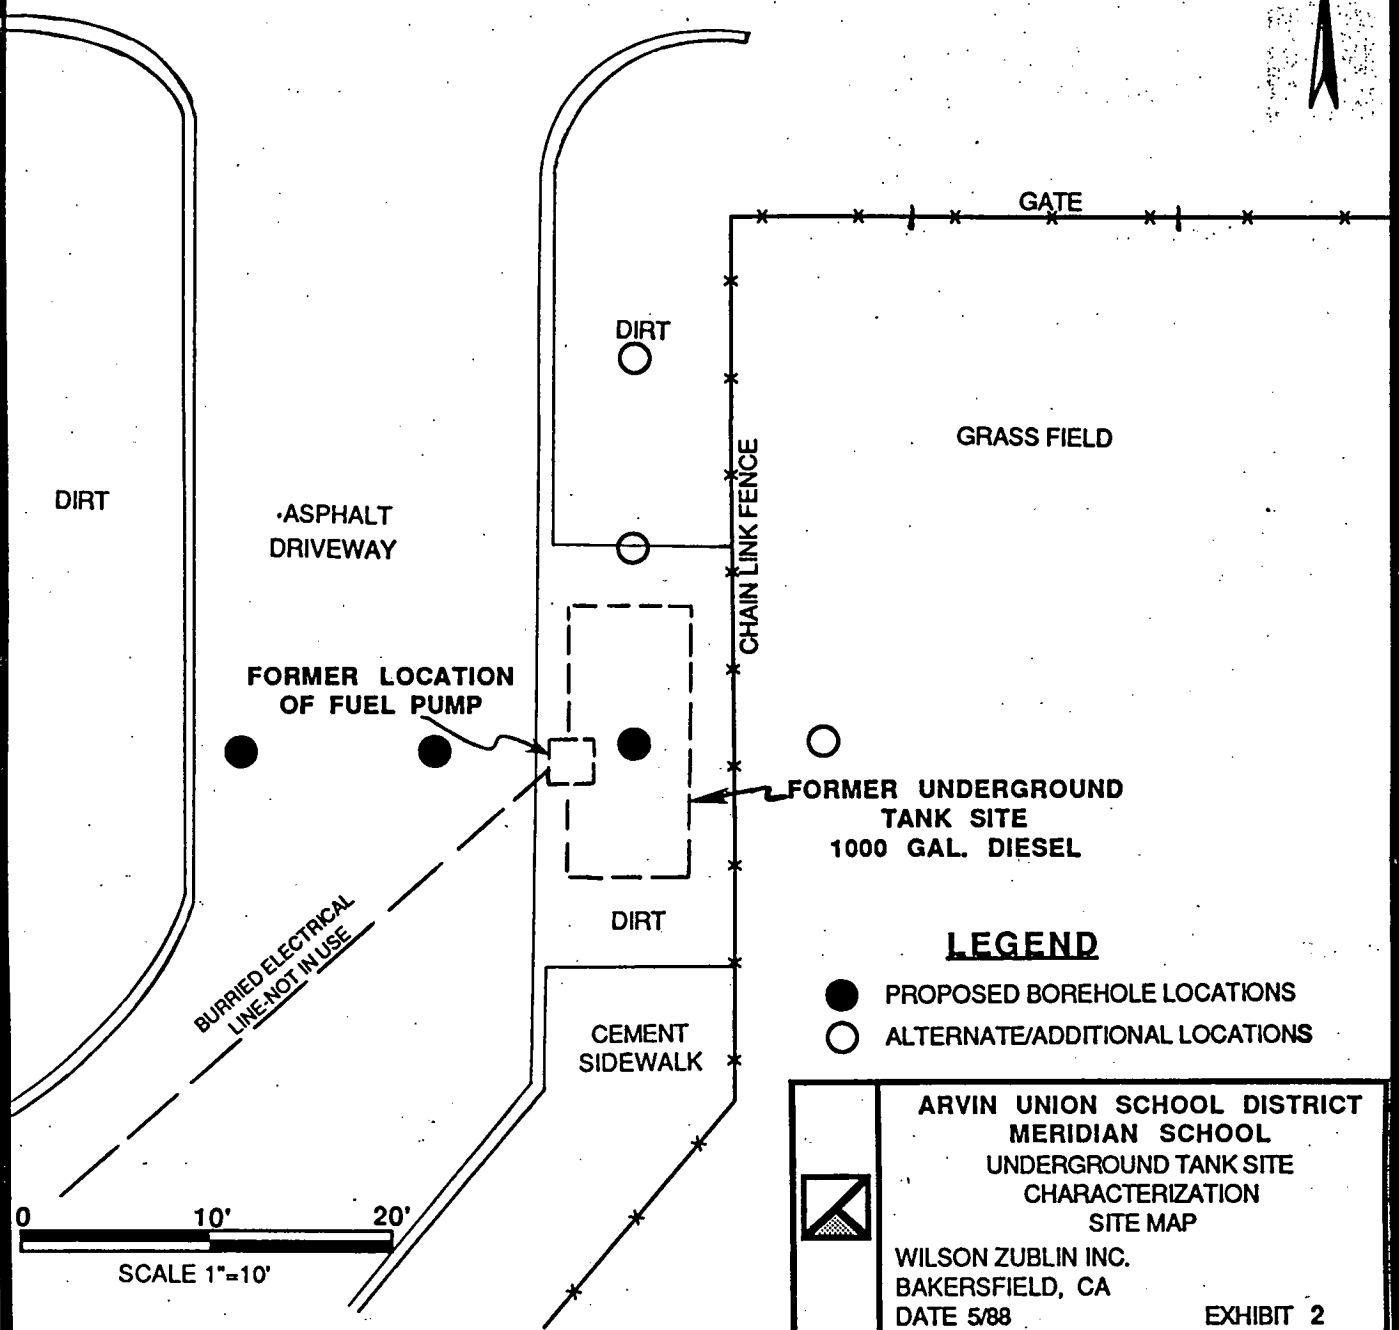 GATE
DIRT
GRASS FIELD
CHAIN LINK FENCE
DIRT
ASPHALT
DRIVEWAY
FORMER LOCATION
OF FUEL PUMP
FORMER UNDERGROUND
TANK SITE
1000 GAL. DIESEL
DIRT
BURRIED ELECTRICAL
LINE-NOT IN USE
CEMENT
SIDEWALK
LEGEND
PROPOSED BOREHOLE LOCATIONS
ALTERNATE/ADDITIONAL LOCATIONS
0 10' 20'
SCALE 1"=10'
ARVIN UNION SCHOOL DISTRICT
MERIDIAN SCHOOL
UNDERGROUND TANK SITE
CHARACTERIZATION
SITE MAP
WILSON ZUBLIN INC.
BAKERSFIELD, CA
DATE 5/88 EXHIBIT 2